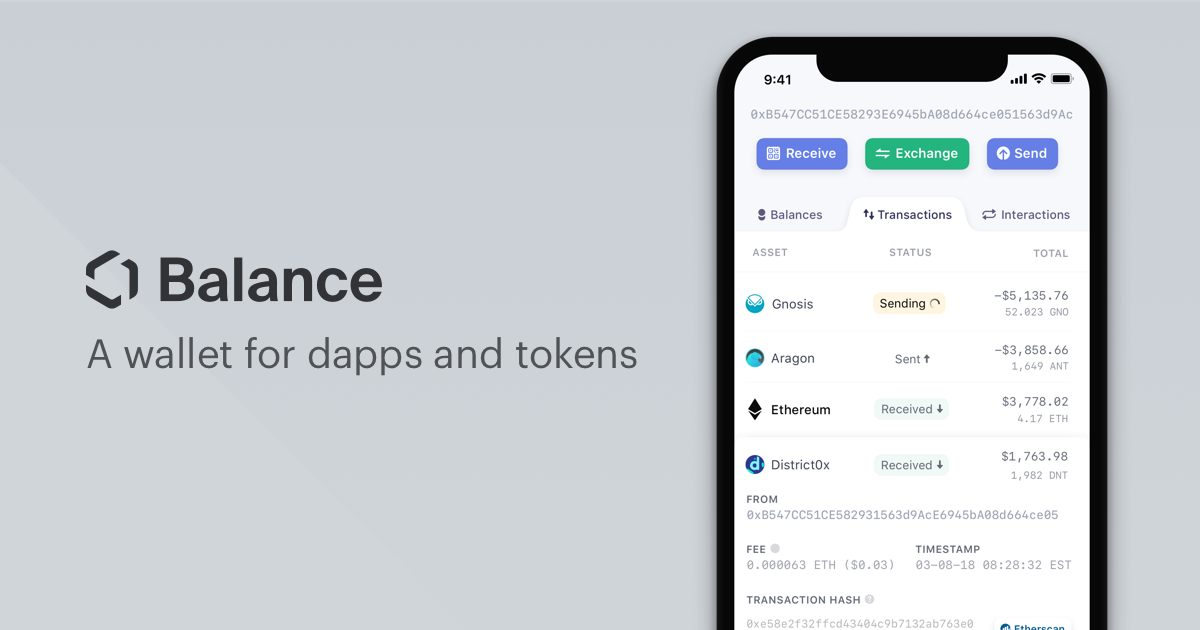 Balance
A wallet for dapps and tokens
9:41
0xB547CC51CE58293E6945bA08d664ce051563d9Ac
Receive Exchange Send
Balances Transactions Interactions
ASSET STATUS TOTAL
Gnosis Sending −$5,135.76
52.023 GNO
Aragon Sent −$3,858.66
1,649 ANT
Ethereum Received $3,778.02
4.17 ETH
District0x Received $1,763.98
1,982 DNT
FROM
0xB547CC51CE582931563d9AcE6945bA08d664ce05
FEE TIMESTAMP
0.000063 ETH ($0.03) 03–08–18 08:28:32 EST
TRANSACTION HASH ?
0xe58e2f32ffcd43404c9b7132ab763e0 Etherscan